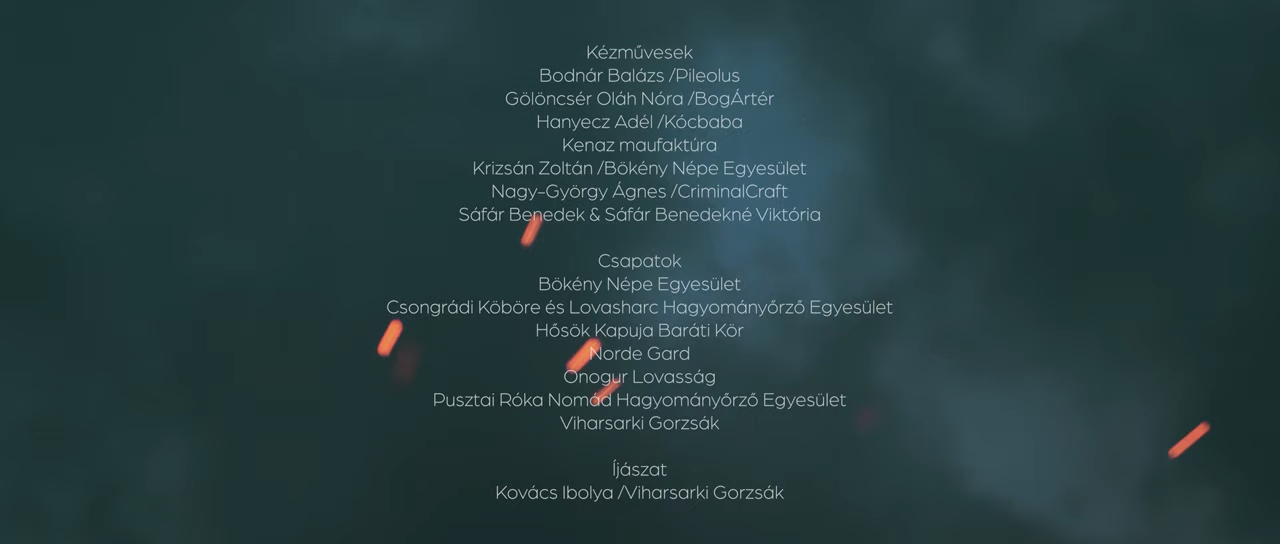 Kézművesek
Bodnár Balázs /Pileolus
Gölöncsér Oláh Nóra /BogÁrtér
Hanyecz Adél /Kócbaba
Kenaz maufaktúra
Krizsán Zoltán /Bökény Népe Egyesület
Nagy-György Ágnes /CriminalCraft
Sáfár Benedek & Sáfár Benedekné Viktória
Csapatok
Bökény Népe Egyesület
Csongrádi Köböre és Lovasharc Hagyományőrző Egyesület
Hősök Kapuja Baráti Kör
Norde Gard
Onogur Lovasság
Pusztai Róka Nomád Hagyományőrző Egyesület
Viharsarki Gorzsák
Íjászat
Kovács Ibolya /Viharsarki Gorzsák